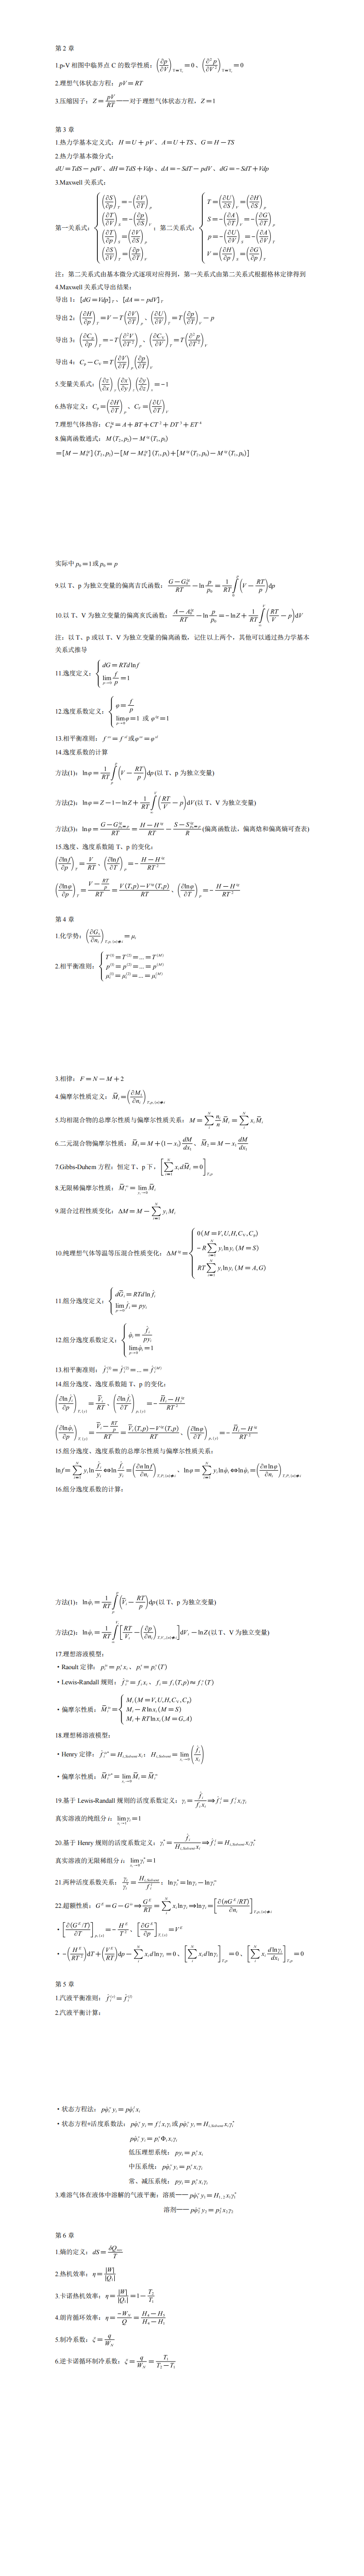 第 2 章
1.p-V 相图中临界点 C 的数学性质：$\left(\frac{\partial p}{\partial V}\right)_{T=T_c}=0$、$\left(\frac{\partial^2 p}{\partial V^2}\right)_{T=T_c}=0$
2.理想气体状态方程：$pV=RT$
3.压缩因子：$Z=\frac{pV}{RT}$——对于理想气体状态方程，$Z=1$
第 3 章
1.热力学基本定义式：$H=U+pV$、$A=U+TS$、$G=H-TS$
2.热力学基本微分式：
$dU=TdS-pdV$、$dH=TdS+Vdp$、$dA=-SdT-pdV$、$dG=-SdT+Vdp$
3.Maxwell 关系式：
第一关系式：$\begin{cases}\left(\frac{\partial S}{\partial p}\right)_T=-\left(\frac{\partial V}{\partial T}\right)_p\\\left(\frac{\partial T}{\partial V}\right)_S=-\left(\frac{\partial p}{\partial S}\right)_V\\\left(\frac{\partial T}{\partial p}\right)_S=\left(\frac{\partial V}{\partial S}\right)_p\\\left(\frac{\partial S}{\partial V}\right)_T=\left(\frac{\partial p}{\partial T}\right)_V\end{cases}$；第二关系式：$\begin{cases}T=\left(\frac{\partial U}{\partial S}\right)_V=\left(\frac{\partial H}{\partial S}\right)_p\\S=-\left(\frac{\partial A}{\partial T}\right)_V=-\left(\frac{\partial G}{\partial T}\right)_p\\p=-\left(\frac{\partial U}{\partial V}\right)_S=-\left(\frac{\partial A}{\partial V}\right)_T\\V=\left(\frac{\partial H}{\partial p}\right)_S=\left(\frac{\partial G}{\partial p}\right)_T\end{cases}$
注：第二关系式由基本微分式逐项对应得到，第一关系式由第二关系式根据格林定律得到
4.Maxwell 关系式导出结果：
导出 1：$[dG=Vdp]_T$、$[dA=-pdV]_T$
导出 2：$\left(\frac{\partial H}{\partial p}\right)_T=V-T\left(\frac{\partial V}{\partial T}\right)_p$、$\left(\frac{\partial U}{\partial V}\right)_T=T\left(\frac{\partial p}{\partial T}\right)_V-p$
导出 3：$\left(\frac{\partial C_p}{\partial p}\right)_T=-T\left(\frac{\partial^2 V}{\partial T^2}\right)_p$、$\left(\frac{\partial C_V}{\partial V}\right)_T=T\left(\frac{\partial^2 p}{\partial T^2}\right)_V$
导出 4：$C_p-C_V=T\left(\frac{\partial V}{\partial T}\right)_p\left(\frac{\partial p}{\partial T}\right)_V$
5.变量关系式：$\left(\frac{\partial z}{\partial x}\right)_y\left(\frac{\partial x}{\partial y}\right)_z\left(\frac{\partial y}{\partial z}\right)_x=-1$
6.热容定义：$C_p=\left(\frac{\partial H}{\partial T}\right)_p$、$C_V=\left(\frac{\partial U}{\partial T}\right)_V$
7.理想气体热容：$C_p^{ig}=A+BT+CT^2+DT^3+ET^4$
8.偏离函数通式：$M(T_2,p_2)-M^{ig}(T_1,p_1)$
$=[M-M_{p_0}^{ig}](T_2,p_2)-[M-M_{p_0}^{ig}](T_1,p_1)+[M^{ig}(T_2,p_0)-M^{ig}(T_1,p_0)]$
实际中 $p_0=1$ 或 $p_0=p$
9.以 T、p 为独立变量的偏离吉氏函数：$\frac{G-G_0^{ig}}{RT}-\ln\frac{p}{p_0}=\frac{1}{RT}\int_0^p\left(V-\frac{RT}{p}\right)dp$
10.以 T、V 为独立变量的偏离亥氏函数：$\frac{A-A_0^{ig}}{RT}-\ln\frac{p}{p_0}=-\ln Z+\frac{1}{RT}\int_\infty^V\left(\frac{RT}{V}-p\right)dV$
注：以 T、p 或以 T、V 为独立变量的偏离函数，记住以上两个，其他可以通过热力学基本
关系式推导
11.逸度定义：$\begin{cases}dG=RTd\ln f\\\lim_{p\to0}\frac{f}{p}=1\end{cases}$
12.逸度系数定义：$\begin{cases}\varphi=\frac{f}{p}\\\lim_{p\to0}\varphi=1\ 或\ \varphi^{ig}=1\end{cases}$
13.相平衡准则：$f^{sv}=f^{sl}$ 或 $\varphi^{sv}=\varphi^{sl}$
14.逸度系数的计算
方法(1)：$\ln\varphi=\frac{1}{RT}\int_0^p\left(V-\frac{RT}{p}\right)dp$(以 T、p 为独立变量)
方法(2)：$\ln\varphi=Z-1-\ln Z+\frac{1}{RT}\int_\infty^V\left(\frac{RT}{V}-p\right)dV$(以 T、V 为独立变量)
方法(3)：$\ln\varphi=\frac{G-G_{p_0=p}^{ig}}{RT}=\frac{H-H^{ig}}{RT}-\frac{S-S_{p_0=p}^{ig}}{R}$(偏离函数法，偏离焓和偏离熵可查表)
15.逸度、逸度系数随 T、p 的变化：
$\left(\frac{\partial\ln f}{\partial p}\right)_T=\frac{V}{RT}$、$\left(\frac{\partial\ln f}{\partial T}\right)_p=-\frac{H-H^{ig}}{RT^2}$
$\left(\frac{\partial\ln\varphi}{\partial p}\right)_T=\frac{V-\frac{RT}{p}}{RT}=\frac{V(T,p)-V^{ig}(T,p)}{RT}$、$\left(\frac{\partial\ln\varphi}{\partial T}\right)_p=-\frac{H-H^{ig}}{RT^2}$
第 4 章
1.化学势：$\left(\frac{\partial G_t}{\partial n_i}\right)_{T,p,\{n\}_{\neq i}}=\mu_i$
2.相平衡准则：$\begin{cases}T^{(1)}=T^{(2)}=...=T^{(M)}\\p^{(1)}=p^{(2)}=...=p^{(M)}\\\mu_i^{(1)}=\mu_i^{(2)}=...=\mu_i^{(M)}\end{cases}$
3.相律：$F=N-M+2$
4.偏摩尔性质定义：$\bar{M}_i=\left(\frac{\partial M_t}{\partial n_i}\right)_{T,p,\{n\}_{\neq i}}$
5.均相混合物的总摩尔性质与偏摩尔性质关系：$M=\sum_i^N\frac{n_i}{n}\bar{M}_i=\sum_i^N x_i\bar{M}_i$
6.二元混合物偏摩尔性质：$\bar{M}_1=M+(1-x_1)\frac{dM}{dx_1}$、$\bar{M}_2=M-x_1\frac{dM}{dx_1}$
7.Gibbs-Duhem 方程：恒定 T、p 下，$\left[\sum_{i=1}^N x_id\bar{M}_i=0\right]_{T,p}$
8.无限稀偏摩尔性质：$\bar{M}_i^\infty=\lim_{x_i\to0}\bar{M}_i$
9.混合过程性质变化：$\Delta M=M-\sum_{i=1}^N y_iM_i$
10.纯理想气体等温等压混合性质变化：$\Delta M^{ig}=\begin{cases}0(M=V,U,H,C_V,C_p)\\-R\sum_{i=1}^N y_i\ln y_i(M=S)\\RT\sum_{i=1}^N y_i\ln y_i(M=A,G)\end{cases}$
11.组分逸度定义：$\begin{cases}d\bar{G}_i=RTd\ln\hat{f}_i\\\lim_{p\to0}\hat{f}_i=py_i\end{cases}$
12.组分逸度系数定义：$\begin{cases}\hat{\varphi}_i=\frac{\hat{f}_i}{py_i}\\\lim_{p\to0}\hat{\varphi}_i=1\end{cases}$
13.相平衡准则：$\hat{f}_i^{(1)}=\hat{f}_i^{(2)}=...=\hat{f}_i^{(M)}$
14.组分逸度、逸度系数随 T、p 的变化：
$\left(\frac{\partial\ln\hat{f}_i}{\partial p}\right)_{T,\{x\}}=\frac{\bar{V}_i}{RT}$、$\left(\frac{\partial\ln\hat{f}_i}{\partial T}\right)_{p,\{x\}}=-\frac{\bar{H}_i-H^{ig}}{RT^2}$
$\left(\frac{\partial\ln\hat{\varphi}_i}{\partial p}\right)_{T,\{x\}}=\frac{\bar{V}_i-\frac{RT}{p}}{RT}=\frac{\bar{V}_i(T,p)-V^{ig}(T,p)}{RT}$、$\left(\frac{\partial\ln\varphi}{\partial T}\right)_{p,\{x\}}=-\frac{\bar{H}_i-H^{ig}}{RT^2}$
15.组分逸度、逸度系数的总摩尔性质与偏摩尔性质关系：
$\ln f=\sum_{i=1}^N y_i\ln\frac{\hat{f}_i}{y_i}\Leftrightarrow\ln\frac{\hat{f}_i}{y_i}=\left(\frac{\partial n\ln f}{\partial n_i}\right)_{T,p,\{n\}_{\neq i}}$、$\ln\varphi=\sum_{i=1}^N y_i\ln\hat{\varphi}_i\Leftrightarrow\ln\hat{\varphi}_i=\left(\frac{\partial n\ln\varphi}{\partial n_i}\right)_{T,p,\{n\}_{\neq i}}$
16.组分逸度系数的计算：
方法(1)：$\ln\hat{\varphi}_i=\frac{1}{RT}\int_0^p\left(\bar{V}_i-\frac{RT}{p}\right)dp$(以 T、p 为独立变量)
方法(2)：$\ln\hat{\varphi}_i=\frac{1}{RT}\int_\infty^{V_t}\left[\frac{RT}{V_t}-\left(\frac{\partial p}{\partial n_i}\right)_{T,V_t,\{n\}_{\neq i}}\right]dV_t-\ln Z$(以 T、V 为独立变量)
17.理想溶液模型：
·Raoult 定律：$p_i^{is}=p_i^sx_i$、$p_i^s=p_i^s(T)$
·Lewis-Randall 规则：$\hat{f}_i^{is}=f_ix_i$、$f_i=f_i(T,p)\approx f_i^s(T)$
·偏摩尔性质：$\bar{M}_i^{is}=\begin{cases}M_i(M=V,U,H,C_V,C_p)\\M_i-R\ln x_i(M=S)\\M_i+RT\ln x_i(M=G,A)\end{cases}$
18.理想稀溶液模型：
·Henry 定律：$\hat{f}_i^{is*}=H_{i,Solvent}x_i$；$H_{i,Solvent}=\lim_{x_i\to0}\left(\frac{\hat{f}_i}{x_i}\right)$
·偏摩尔性质：$\bar{M}_i^{is*}=\lim_{x_i\to0}\bar{M}_i=\bar{M}_i^\infty$
19.基于 Lewis-Randall 规则的活度系数定义：$\gamma_i=\frac{\hat{f}_i}{f_ix_i}\Rightarrow\hat{f}_i^l=f_i^lx_i\gamma_i$
真实溶液的纯组分 i：$\lim_{x_i\to1}\gamma_i=1$
20.基于 Henry 规则的活度系数定义：$\gamma_i^*=\frac{\hat{f}_i}{H_{i,Solvent}x_i}\Rightarrow\hat{f}_i^l=H_{i,Solvent}x_i\gamma_i^*$
真实溶液的无限稀组分 i：$\lim_{x_i\to0}\gamma_i^*=1$
21.两种活度系数关系：$\frac{\gamma_i}{\gamma_i^*}=\frac{H_{i,Solvent}}{f_i^l}$；$\ln\gamma_i^*=\ln\gamma_i-\ln\gamma_i^\infty$
22.超额性质：$G^E=G-G^{is}\Rightarrow\frac{G^E}{RT}=\sum_i^N x_i\ln\gamma_i\Rightarrow\ln\gamma_i=\left[\frac{\partial(nG^E/RT)}{\partial n_i}\right]_{T,p,\{n\}_{\neq i}}$
·$\left[\frac{\partial(G^E/T)}{\partial T}\right]_{p,\{x\}}=-\frac{H^E}{T^2}$、$\left[\frac{\partial G^E}{\partial p}\right]_{T,\{x\}}=V^E$
·$-\left(\frac{H^E}{RT^2}\right)dT+\left(\frac{V^E}{RT}\right)dp-\sum_i^N x_id\ln\gamma_i=0$、$\left[\sum_i^N x_id\ln\gamma_i\right]_{T,p}=0$、$\left[\sum_i^N x_i\frac{d\ln\gamma_i}{dx_i}\right]_{T,p}=0$
第 5 章
1.汽液平衡准则：$\hat{f}_i^{(v)}=\hat{f}_i^{(l)}$
2.汽液平衡计算：
·状态方程法：$p\hat{\varphi}_i^vy_i=p\hat{\varphi}_i^lx_i$
·状态方程+活度系数法：$p\hat{\varphi}_i^vy_i=f_i^lx_i\gamma_i$ 或 $p\hat{\varphi}_i^vy_i=H_{i,Solvent}x_i\gamma_i^*$
$p\hat{\varphi}_i^vy_i=p_i^s\Phi_ix_i\gamma_i$
低压理想系统：$py_i=p_i^sx_i$
中压系统：$p\hat{\varphi}_i^vy_i=p_i^sx_i\gamma_i$
常、减压系统：$py_i=p_i^sx_i\gamma_i$
3.难溶气体在液体中溶解的气液平衡：溶质——$p\hat{\varphi}_1^vy_1=H_{1,2}x_1\gamma_1^*$
溶剂——$p\hat{\varphi}_2^vy_2=p_2^sx_2\gamma_2$
第 6 章
1.熵的定义：$dS=\frac{\partial Q_{rev}}{T}$
2.热机效率：$\eta=\frac{|W|}{|Q_1|}$
3.卡诺热机效率：$\eta=\frac{|W|}{|Q_1|}=1-\frac{T_2}{T_1}$
4.朗肯循环效率：$\eta=\frac{-W_N}{Q}=\frac{H_4-H_5}{H_4-H_1}$
5.制冷系数：$\zeta=\frac{q}{W_N}$
6.逆卡诺循环制冷系数：$\zeta=\frac{q}{W_N}=\frac{T_1}{T_2-T_1}$